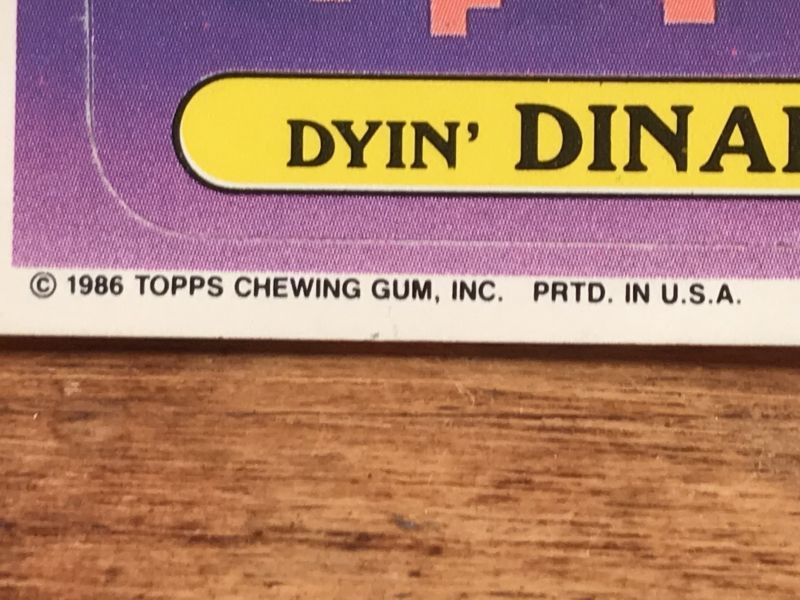 DYIN' DINA
© 1986 TOPPS CHEWING GUM, INC. PRTD. IN U.S.A.